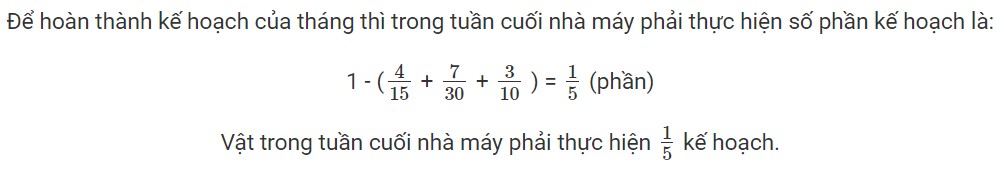 Để hoàn thành kế hoạch của tháng thì trong tuần cuối nhà máy phải thực hiện số phần kế hoạch là:
1 - ( 4/15 + 7/30 + 3/10 ) = 1/5 (phần)
Vật trong tuần cuối nhà máy phải thực hiện 1/5 kế hoạch.